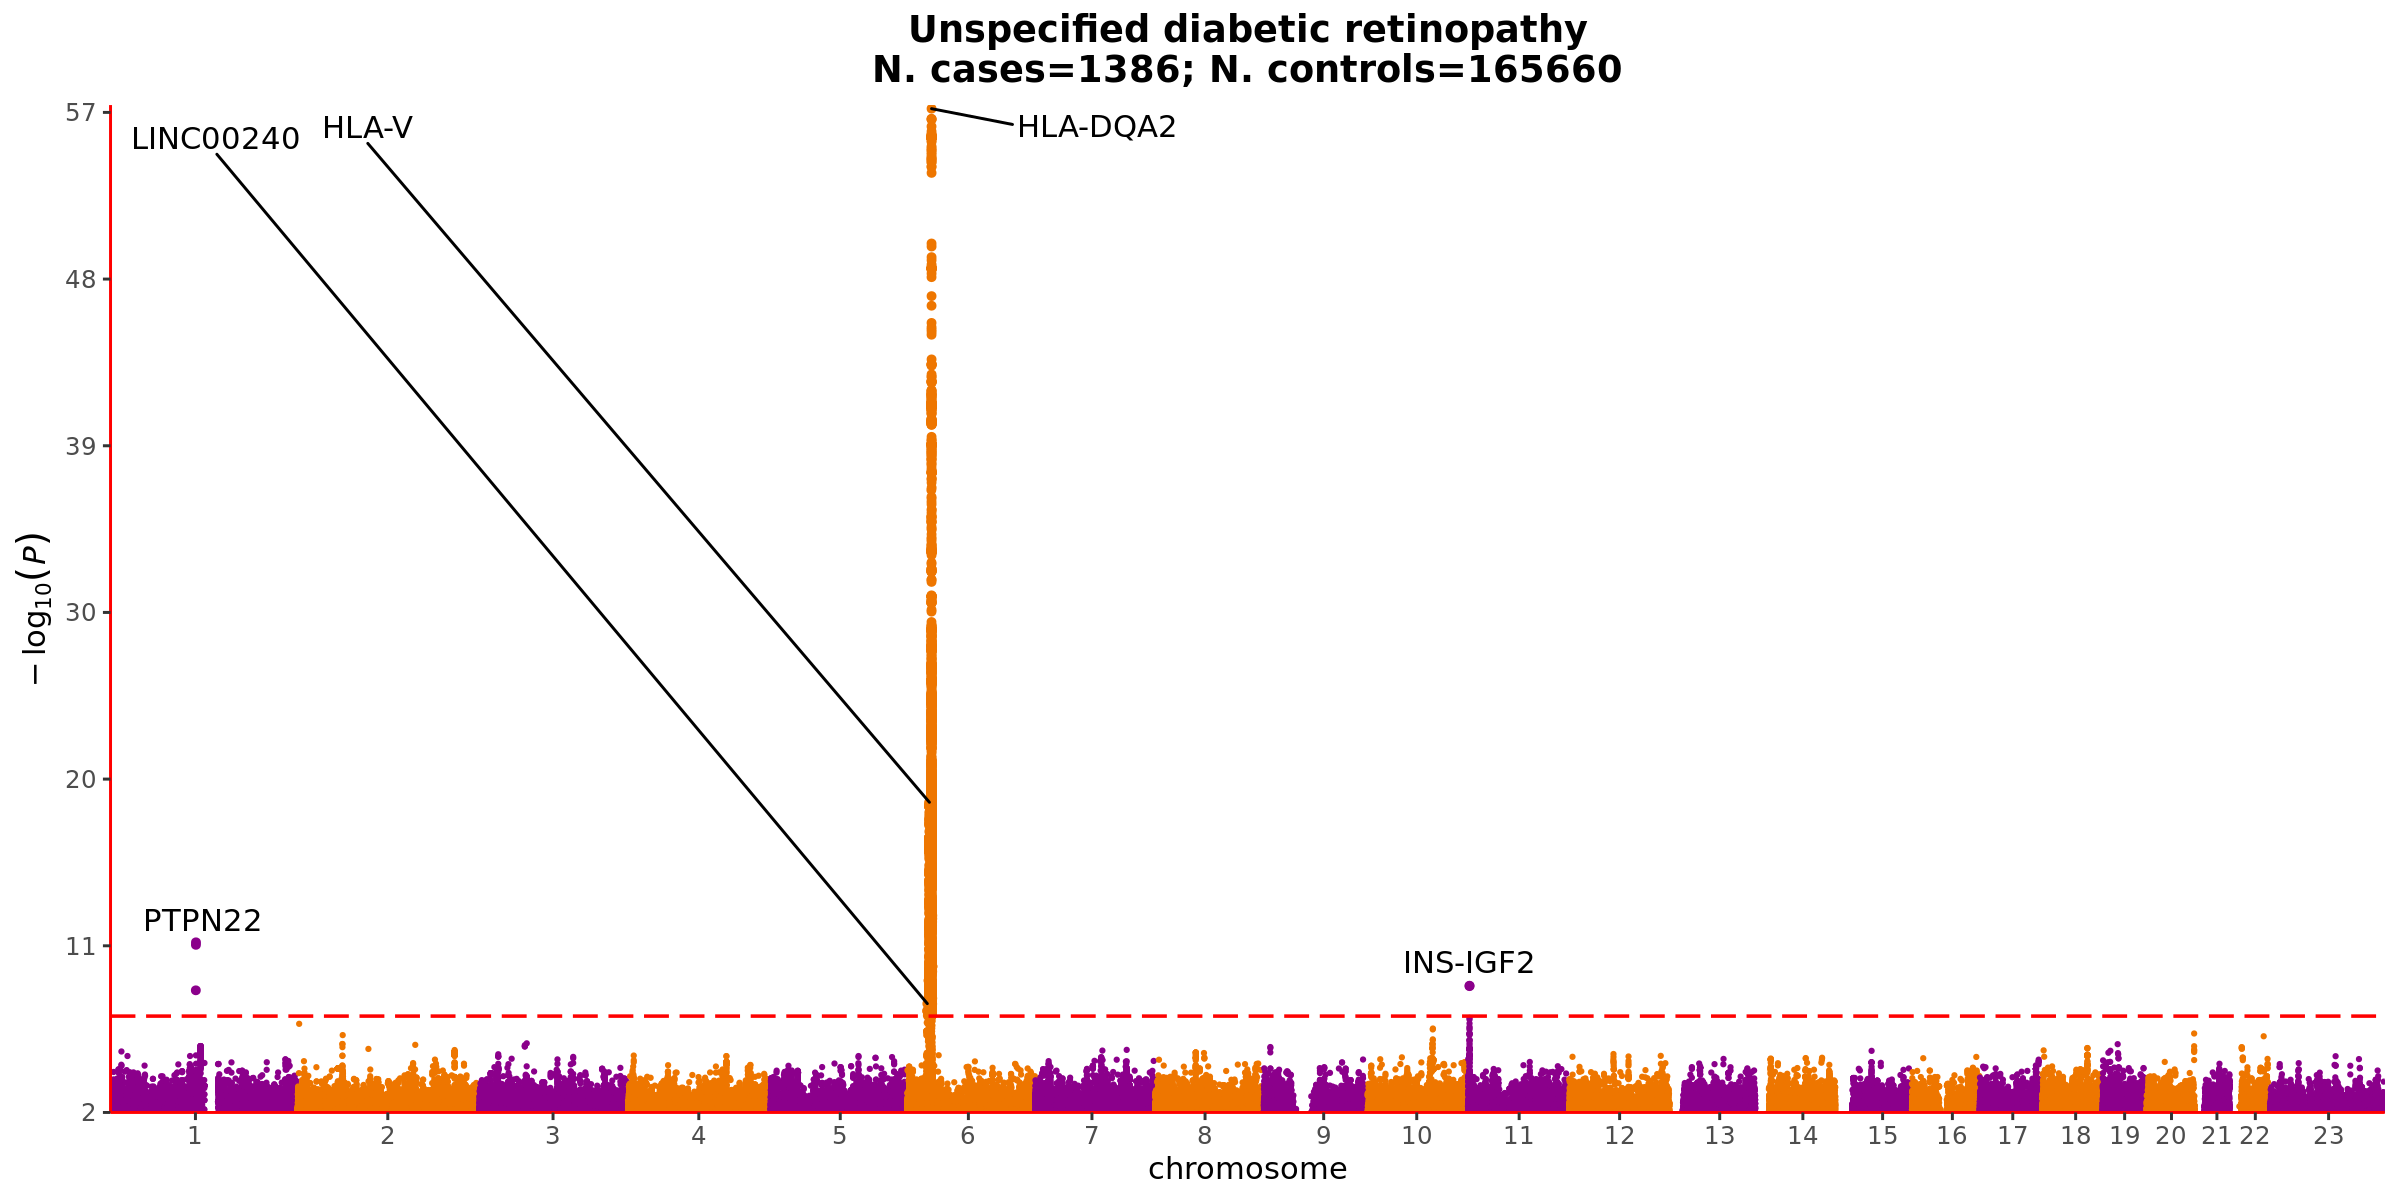 Unspecified diabetic retinopathy
N. cases=1386; N. controls=165660
57
48
39
30
20
11
2
− log10(P)
LINC00240
HLA-V
HLA-DQA2
PTPN22
INS-IGF2
1 2 3 4 5 6 7 8 9 10 11 12 13 14 15 16 17 18 19 20 21 22 23
chromosome